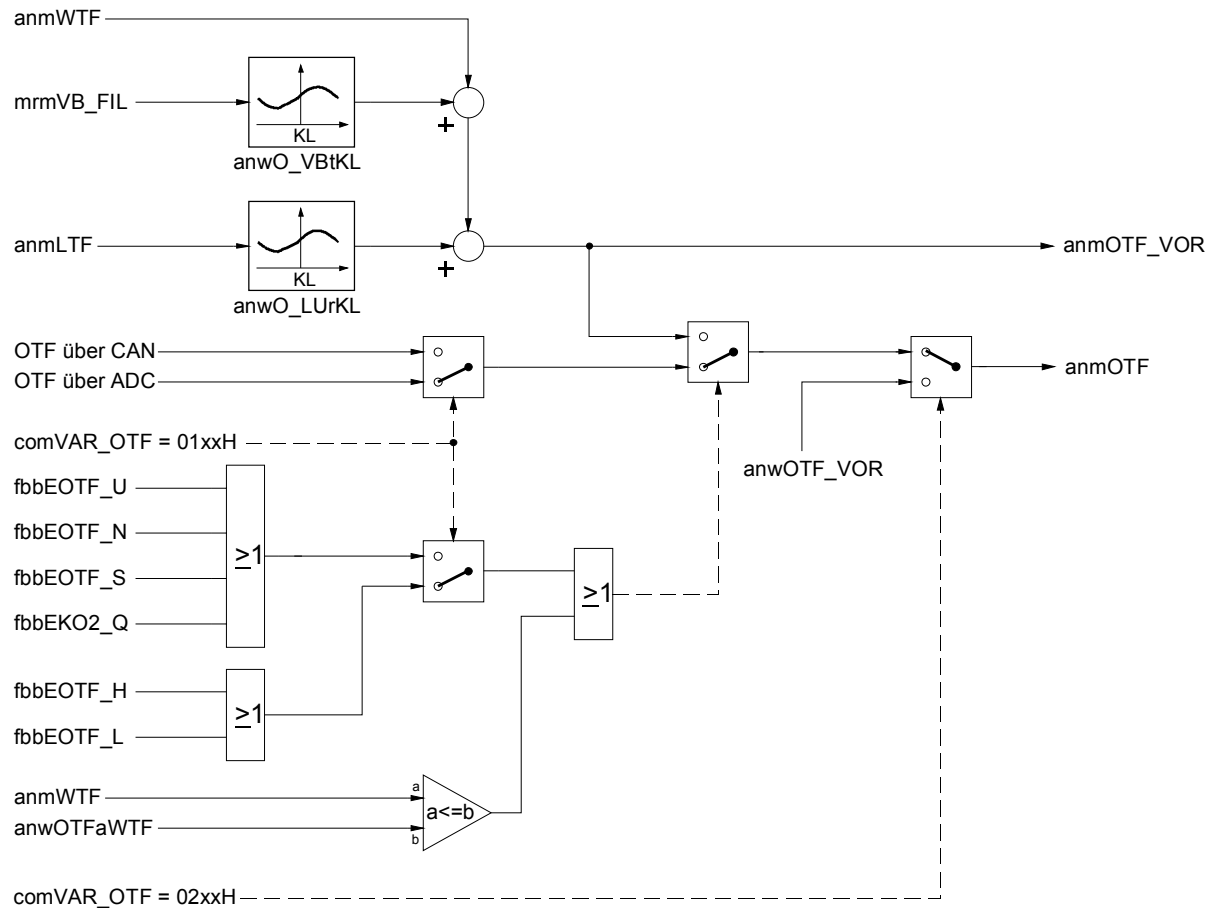 anmWTF
mrmVB_FIL
KL
+
anwO_VBtKL
anmLTF
KL
+
anwO_LUrKL
anmOTF_VOR
OTF über CAN
OTF über ADC
anmOTF
comVAR_OTF = 01xxH
anwOTF_VOR
fbbEOTF_U
fbbEOTF_N
fbbEOTF_S
fbbEKO2_Q
≥1
≥1
fbbEOTF_H
fbbEOTF_L
≥1
anmWTF
anwOTFaWTF
a
a<=b
b
comVAR_OTF = 02xxH